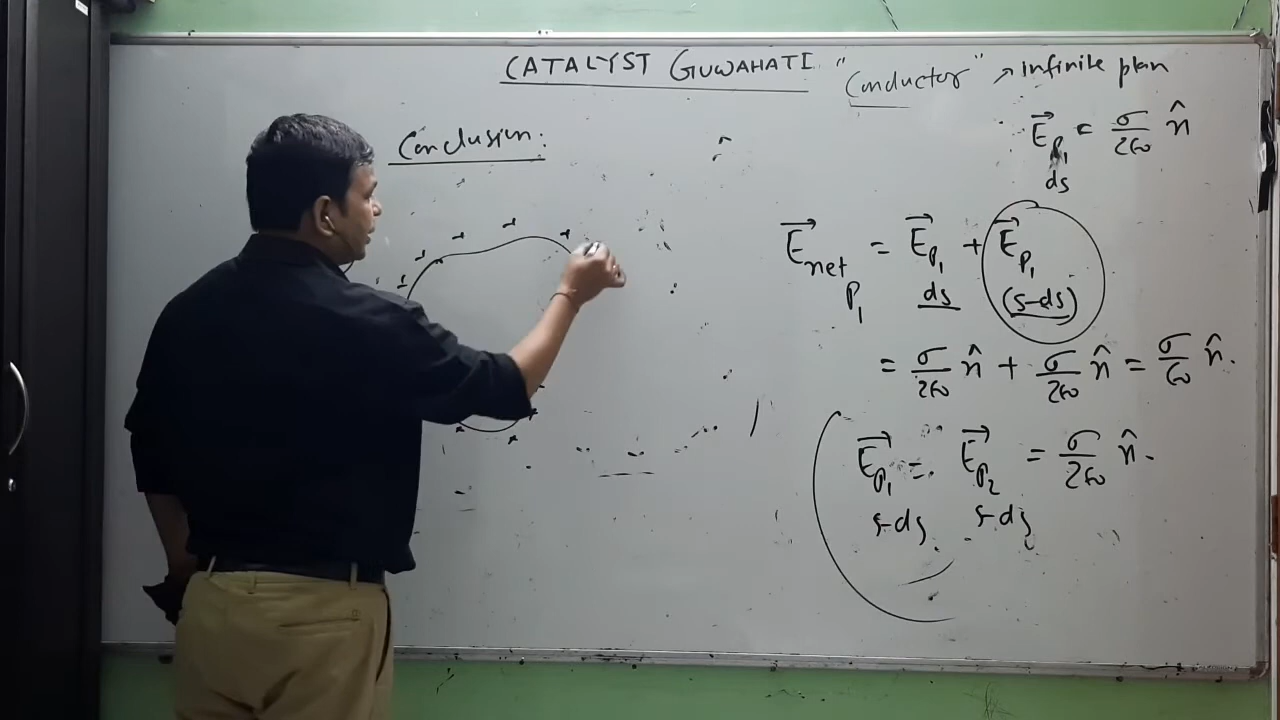 CATALYST GUWAHATI "Conductor" → infinite plan
Conclusion:
E⃗ P₁ = σ/2ε₀ n̂
ds
E⃗net P₁ = E⃗P₁ + E⃗P₁
ds (s-ds)
= σ/2ε₀ n̂ + σ/2ε₀ n̂ = σ/ε₀ n̂.
E⃗P₁ = E⃗P₂ = σ/2ε₀ n̂.
s-ds s-ds
+ + + + +